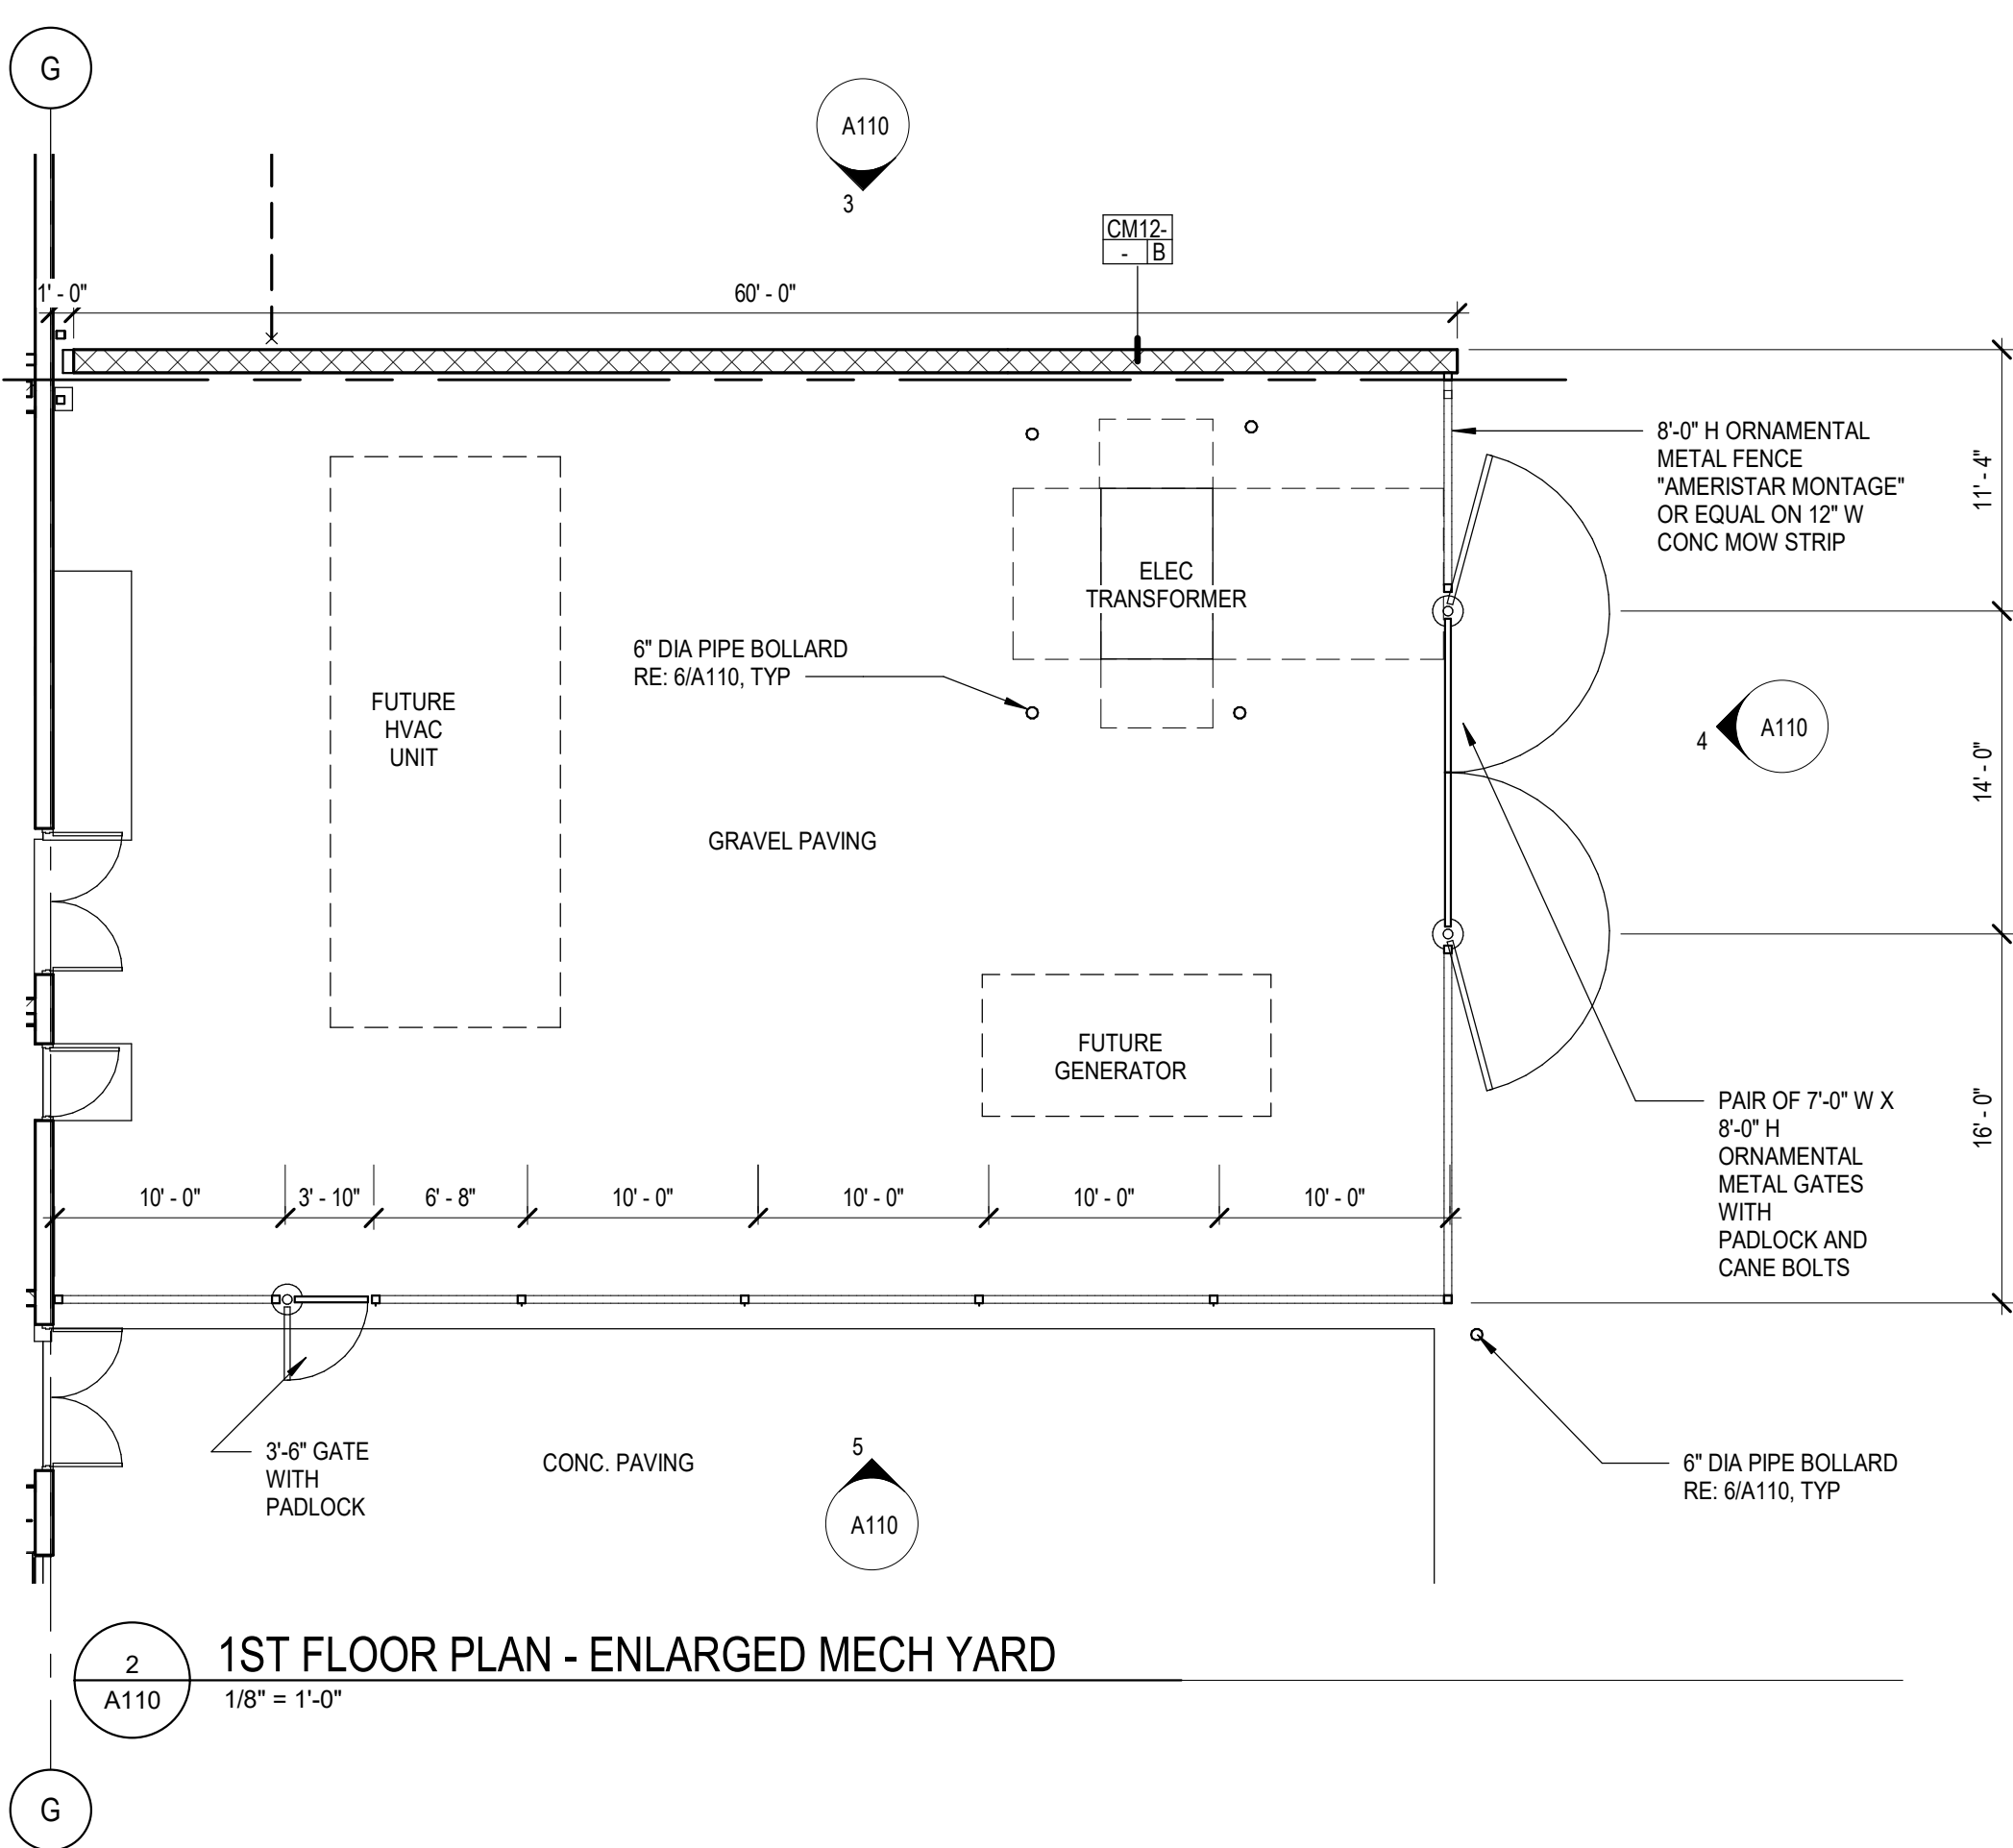 G
A110
3
CM12-
- B
1' - 0"
60' - 0"
8'-0" H ORNAMENTAL
METAL FENCE
"AMERISTAR MONTAGE"
OR EQUAL ON 12" W
CONC MOW STRIP
11' - 4"
ELEC
TRANSFORMER
6" DIA PIPE BOLLARD
RE: 6/A110, TYP
FUTURE
HVAC
UNIT
4
A110
14' - 0"
GRAVEL PAVING
FUTURE
GENERATOR
PAIR OF 7'-0" W X
8'-0" H
ORNAMENTAL
METAL GATES
WITH
PADLOCK AND
CANE BOLTS
16' - 0"
10' - 0"
3' - 10"
6' - 8"
10' - 0"
10' - 0"
10' - 0"
10' - 0"
3'-6" GATE
WITH
PADLOCK
CONC. PAVING
5
A110
6" DIA PIPE BOLLARD
RE: 6/A110, TYP
2
A110
1ST FLOOR PLAN - ENLARGED MECH YARD
1/8" = 1'-0"
G